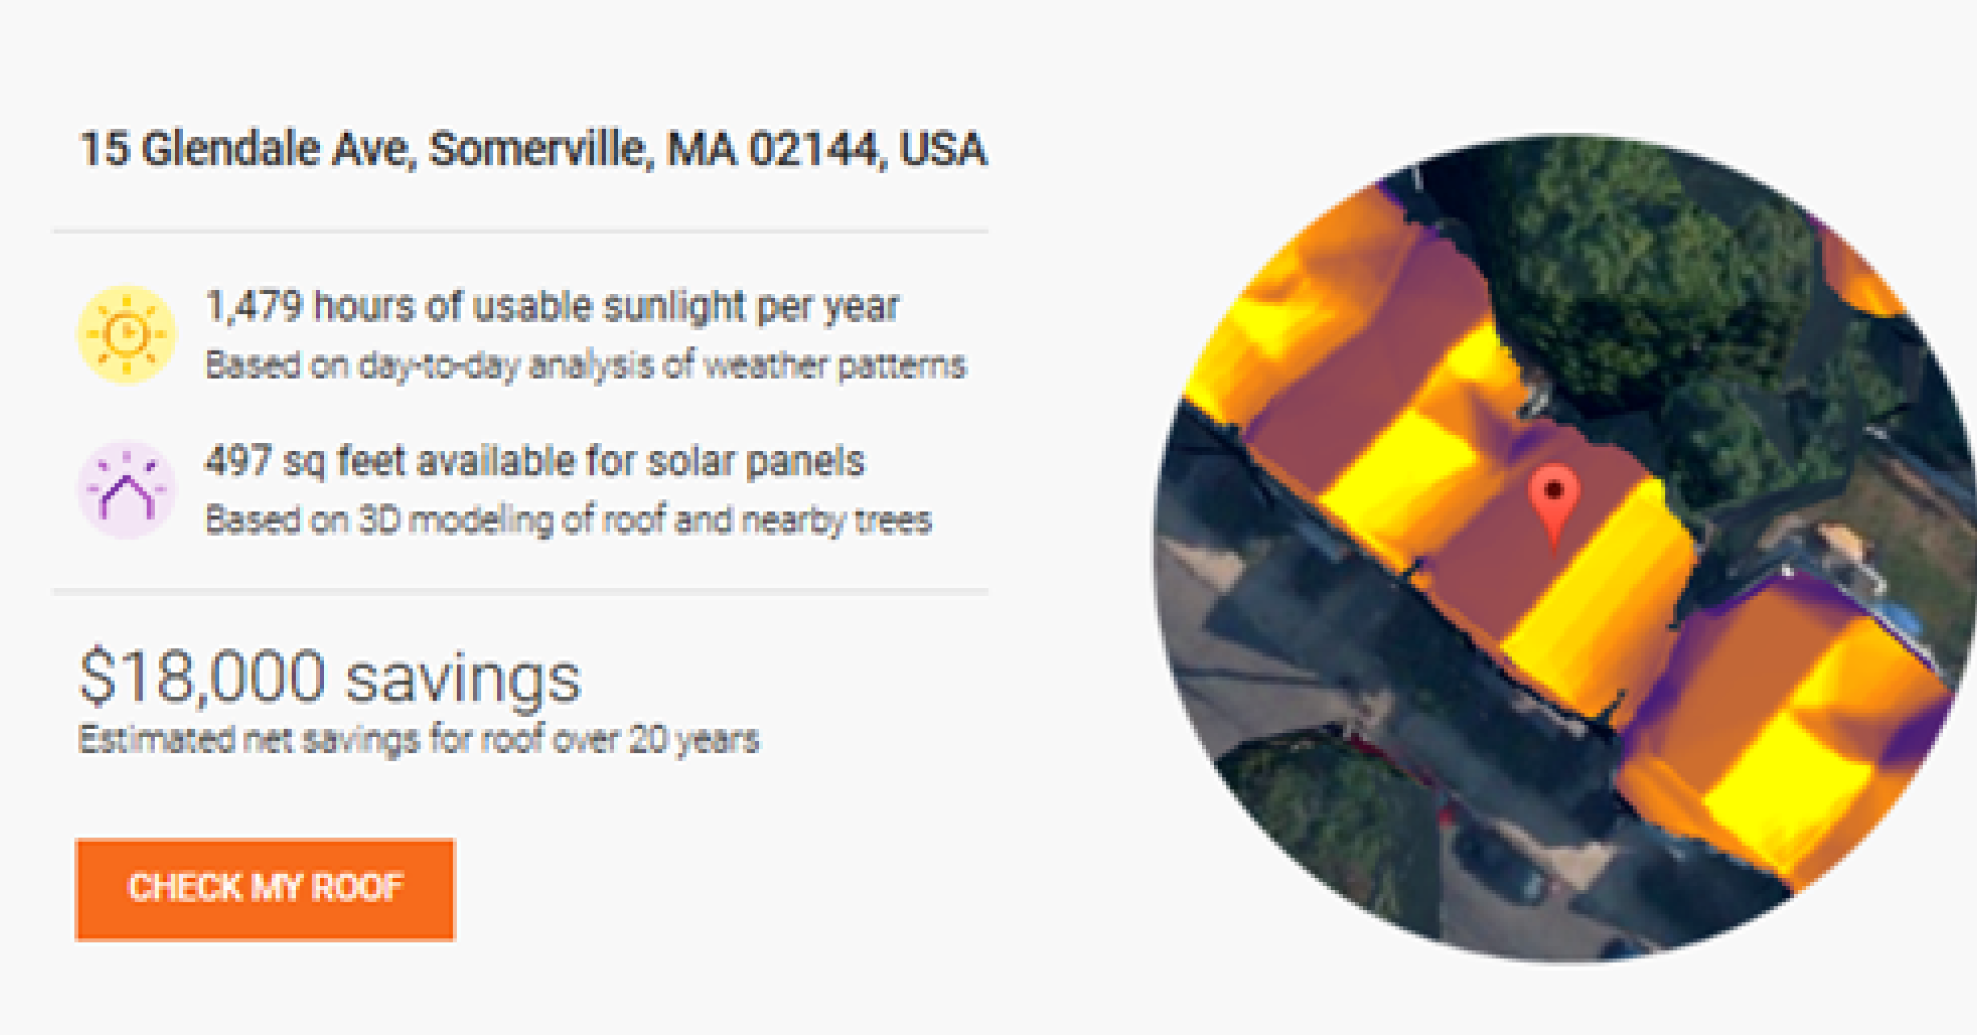 15 Glendale Ave, Somerville, MA 02144, USA
1,479 hours of usable sunlight per year
Based on day-to-day analysis of weather patterns
497 sq feet available for solar panels
Based on 3D modeling of roof and nearby trees
$18,000 savings
Estimated net savings for roof over 20 years
CHECK MY ROOF